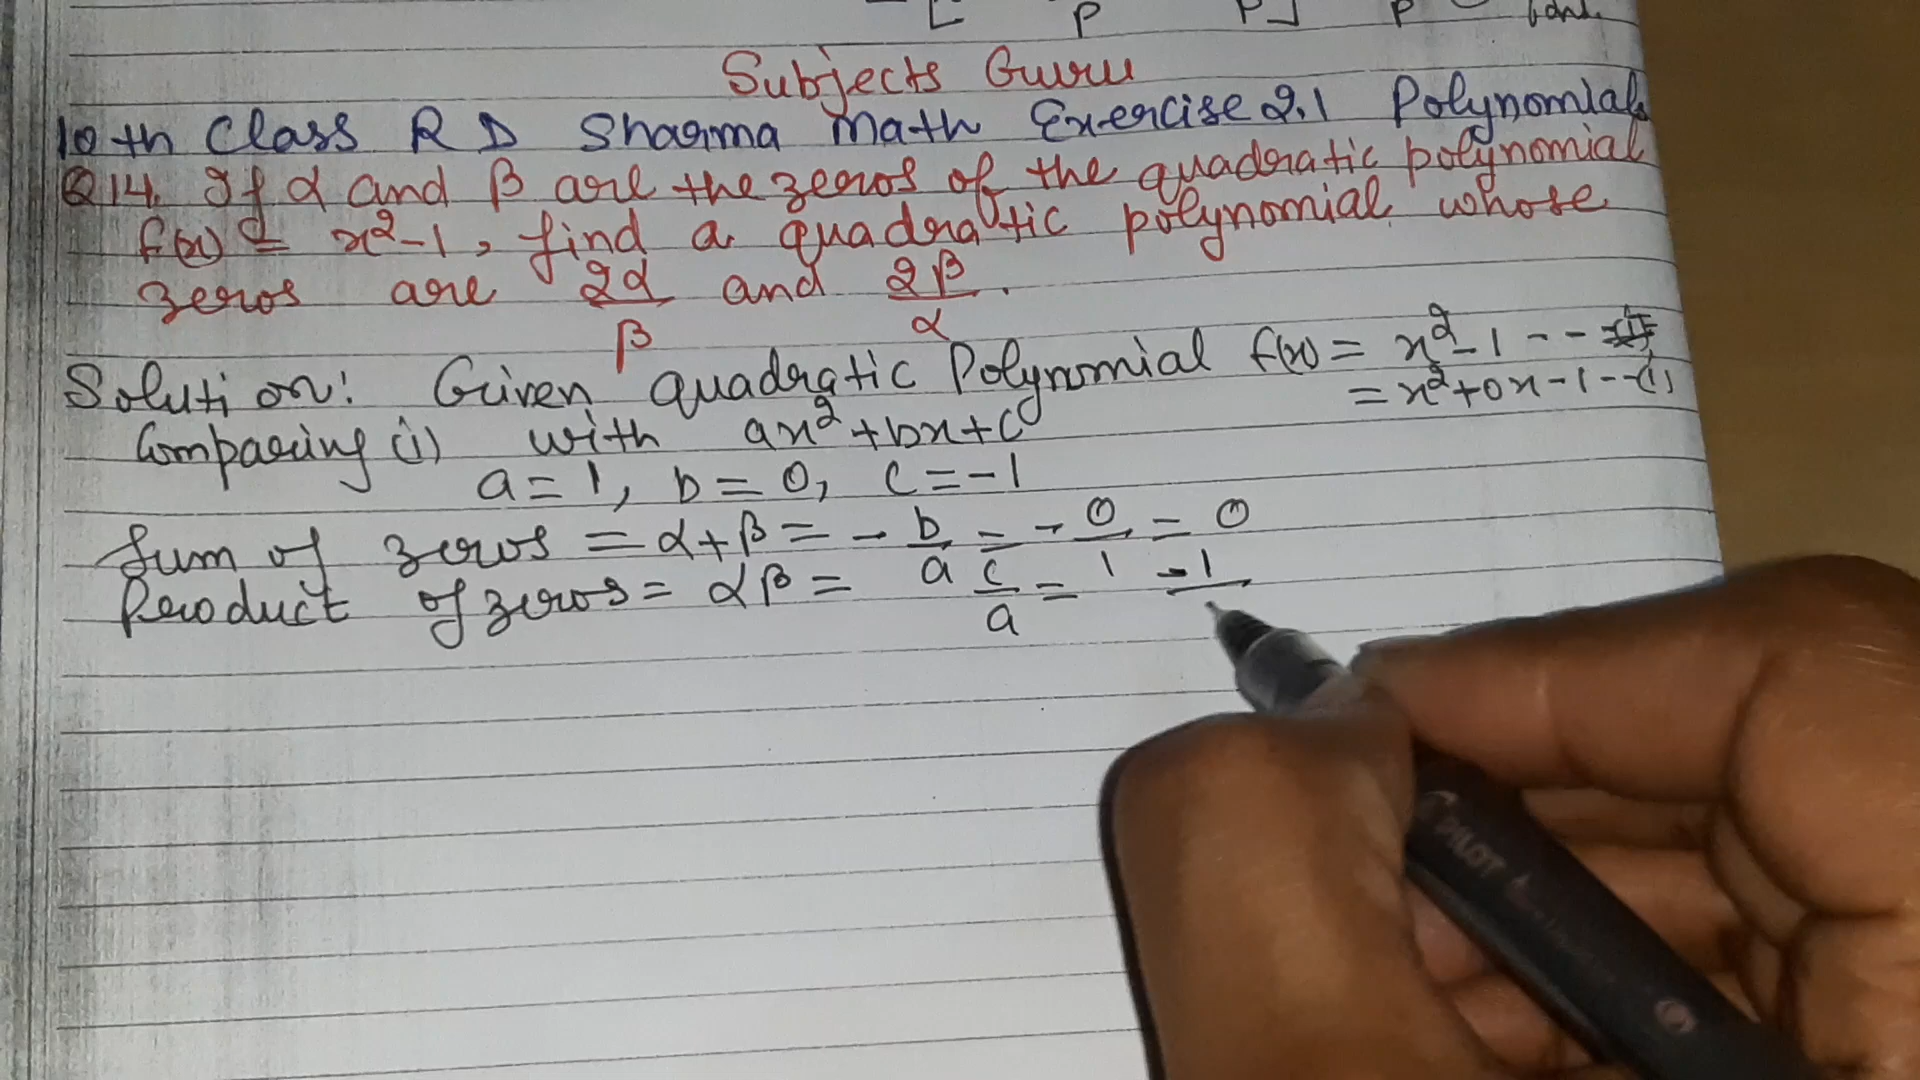 Subjects Guru
10th Class R D Sharma Math Exercise 2.1 Polynomials
Q14. If α and β are the zeros of the quadratic polynomial
f(x) = x² - 1, find a quadratic polynomial whose
zeros are 2α/β and 2β/α.
Solution: Given quadratic Polynomial f(x) = x² - 1 - -
= x² + 0x - 1 - - (1)
Comparing (i) with ax² + bx + c
a = 1, b = 0, c = -1
Sum of zeros = α + β = - b/a = - 0/1 = 0
Product of zeros = αβ = c/a = -1/
PILOT